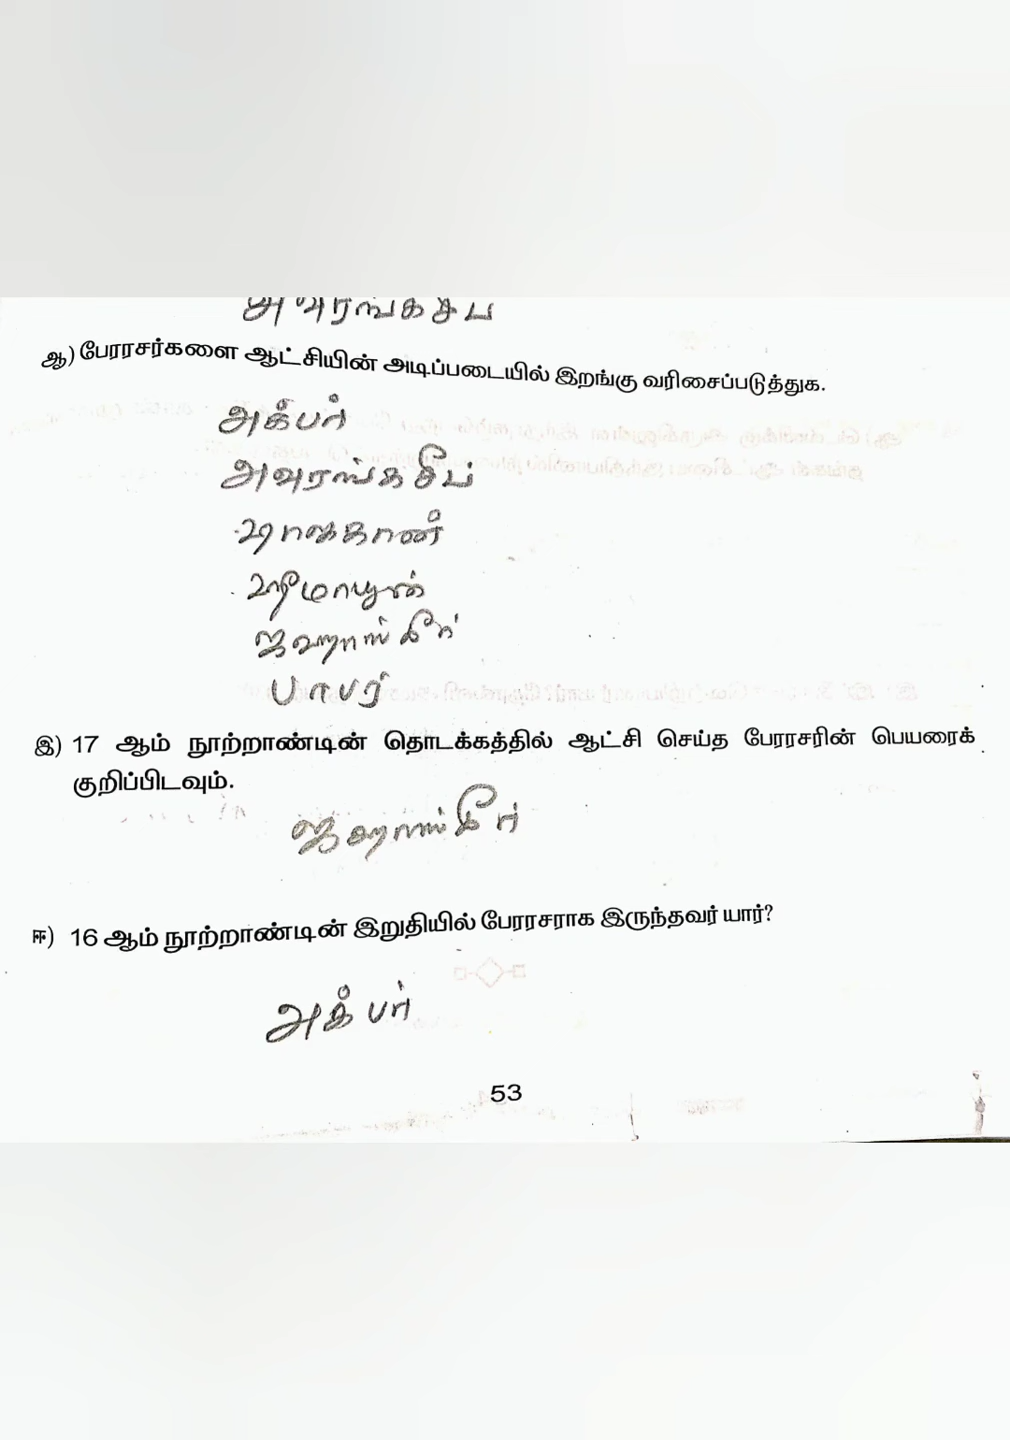 அவுரங்கசீப்
ஆ) பேரரசர்களை ஆட்சியின் அடிப்படையில் இறங்கு வரிசைப்படுத்துக.
அக்பர்
அவுரங்கசீப்
ஷாஜகான்
ஹீமாயூன்
ஜஹாங்கீர்
பாபர்
இ) 17 ஆம் நூற்றாண்டின் தொடக்கத்தில் ஆட்சி செய்த பேரரசரின் பெயரைக்
குறிப்பிடவும்.
ஜஹாங்கீர்
ஈ) 16 ஆம் நூற்றாண்டின் இறுதியில் பேரரசராக இருந்தவர் யார்?
அக்பர்
53